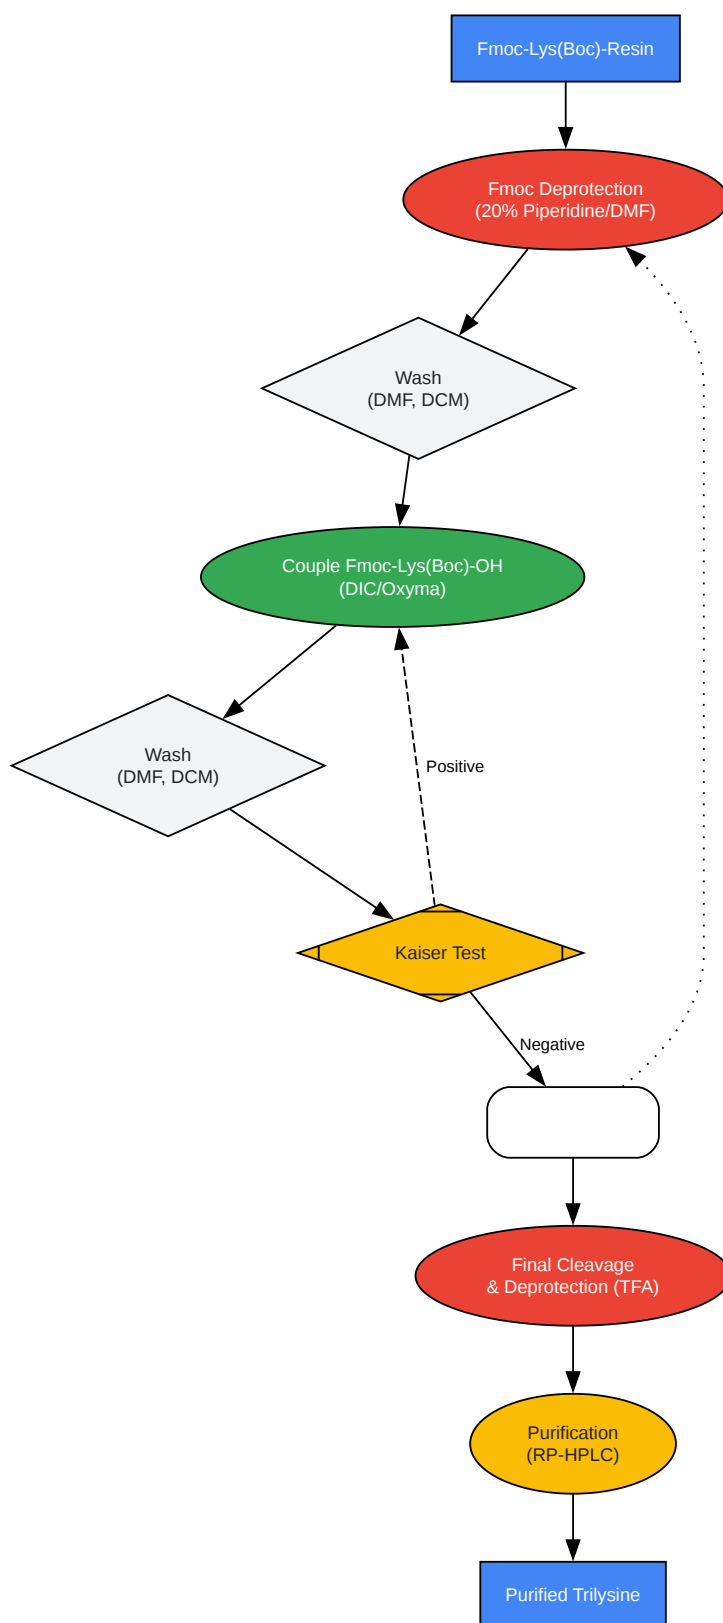 Fmoc-Lys(Boc)-Resin
Fmoc Deprotection
(20% Piperidine/DMF)
Wash
(DMF, DCM)
Couple Fmoc-Lys(Boc)-OH
(DIC/Oxyma)
Wash
(DMF, DCM)
Positive
Kaiser Test
Negative
Final Cleavage
& Deprotection (TFA)
Purification
(RP-HPLC)
Purified Trilysine